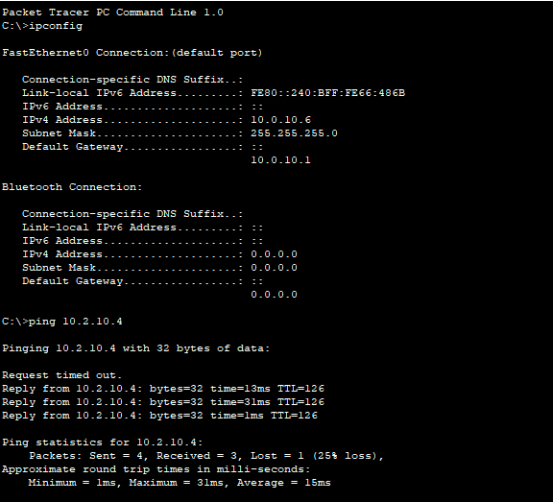 Packet Tracer PC Command Line 1.0
C:\>ipconfig
FastEthernet0 Connection:(default port)
Connection-specific DNS Suffix..:
Link-local IPv6 Address.........: FE80::240:BFF:FE66:486B
IPv6 Address....................: ::
IPv4 Address....................: 10.0.10.6
Subnet Mask.....................: 255.255.255.0
Default Gateway.................: ::
10.0.10.1
Bluetooth Connection:
Connection-specific DNS Suffix..:
Link-local IPv6 Address.........: ::
IPv6 Address....................: ::
IPv4 Address....................: 0.0.0.0
Subnet Mask.....................: 0.0.0.0
Default Gateway.................: ::
0.0.0.0
C:\>ping 10.2.10.4
Pinging 10.2.10.4 with 32 bytes of data:
Request timed out.
Reply from 10.2.10.4: bytes=32 time=13ms TTL=126
Reply from 10.2.10.4: bytes=32 time=31ms TTL=126
Reply from 10.2.10.4: bytes=32 time=1ms TTL=126
Ping statistics for 10.2.10.4:
Packets: Sent = 4, Received = 3, Lost = 1 (25% loss),
Approximate round trip times in milli-seconds:
Minimum = 1ms, Maximum = 31ms, Average = 15ms